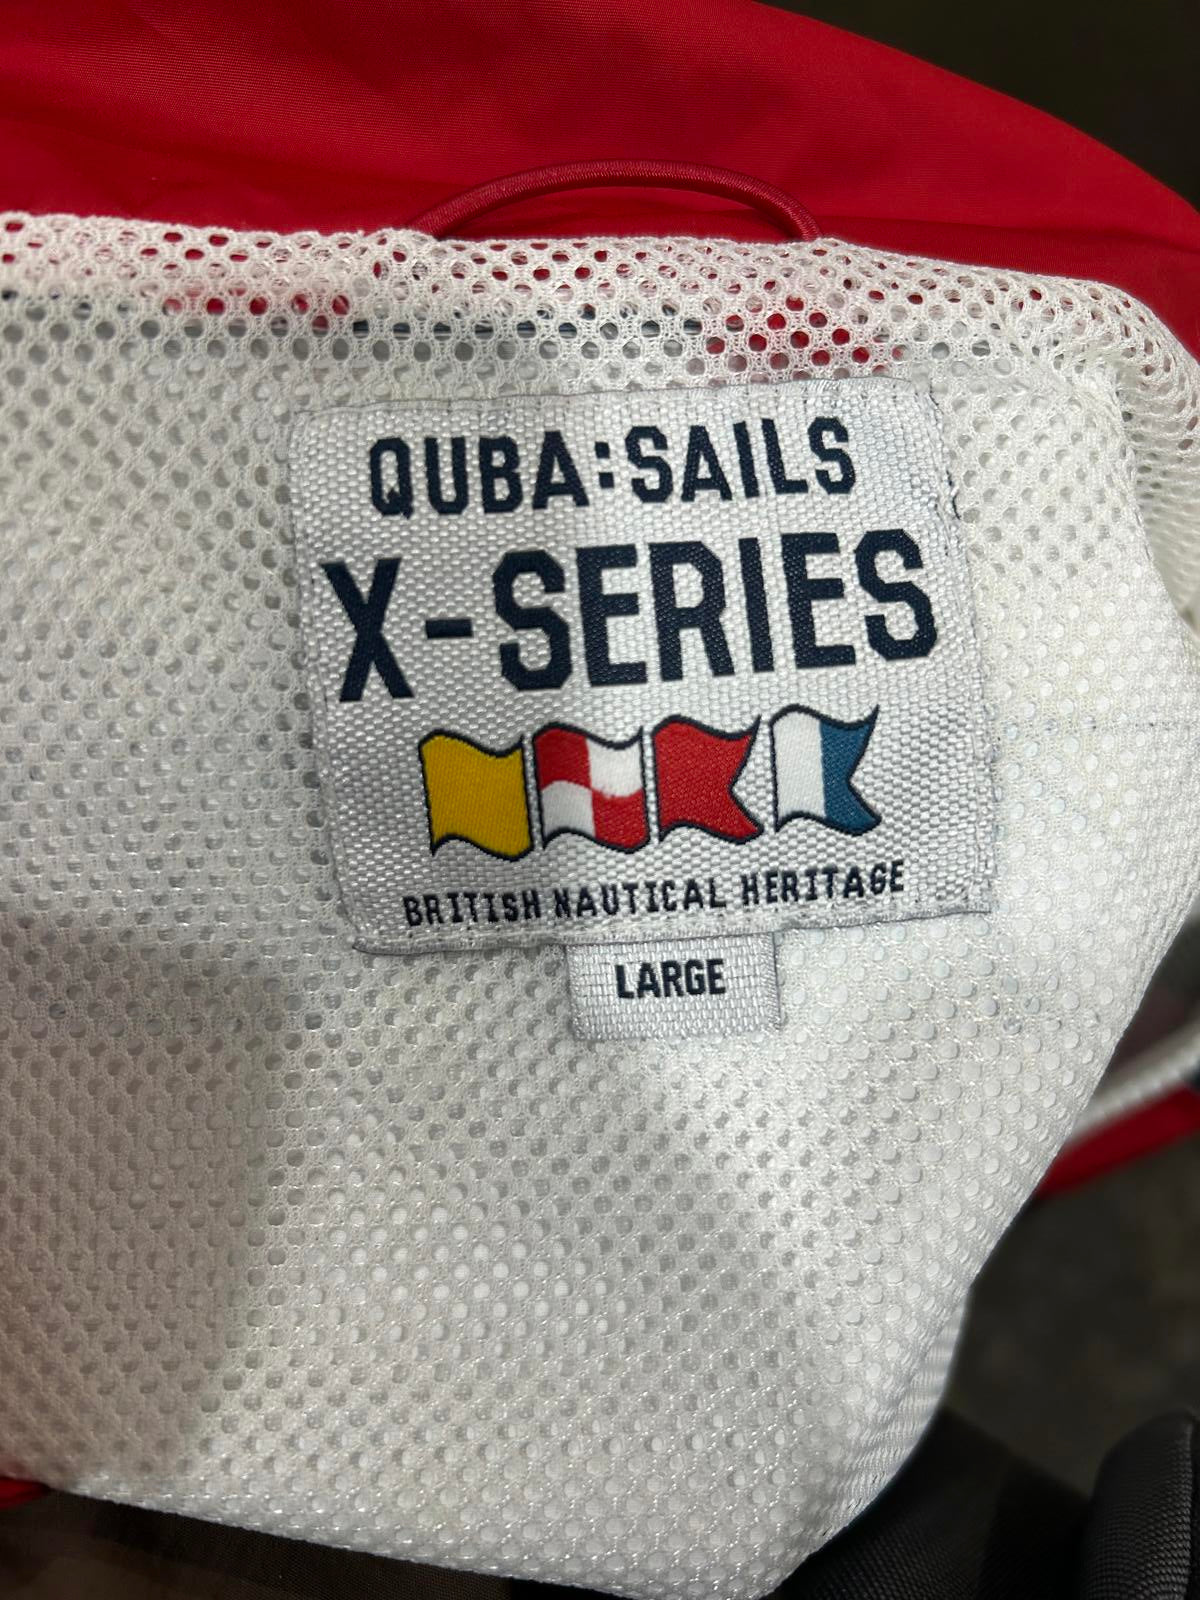 QUBA:SAILS
X-SERIES
BRITISH NAUTICAL HERITAGE
LARGE